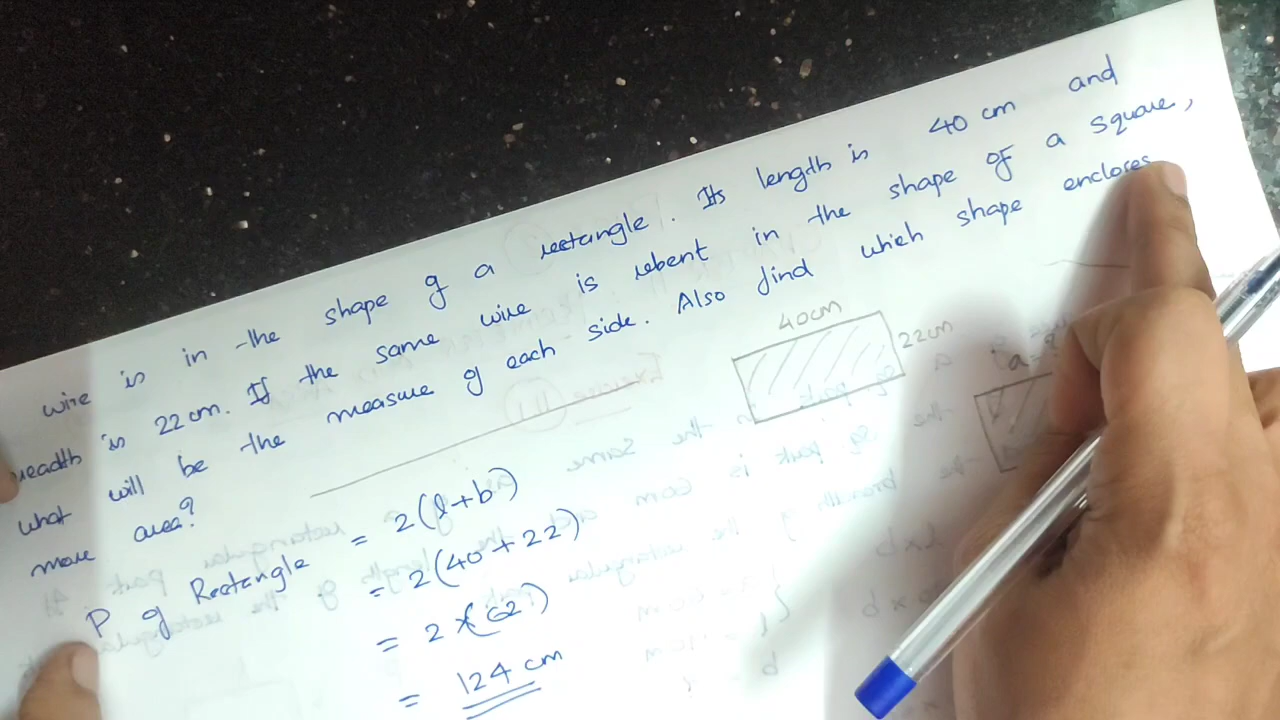 wire is in the shape of a rectangle. Its length is 40 cm and
breadth is 22 cm. If the same wire is rebent in the shape of a square,
what will be the measure of each side. Also find which shape encloses
more area?
40cm
22cm
a = ?
P of Rectangle = 2(l+b)
= 2(40+22)
= 2 × (62)
= 124 cm